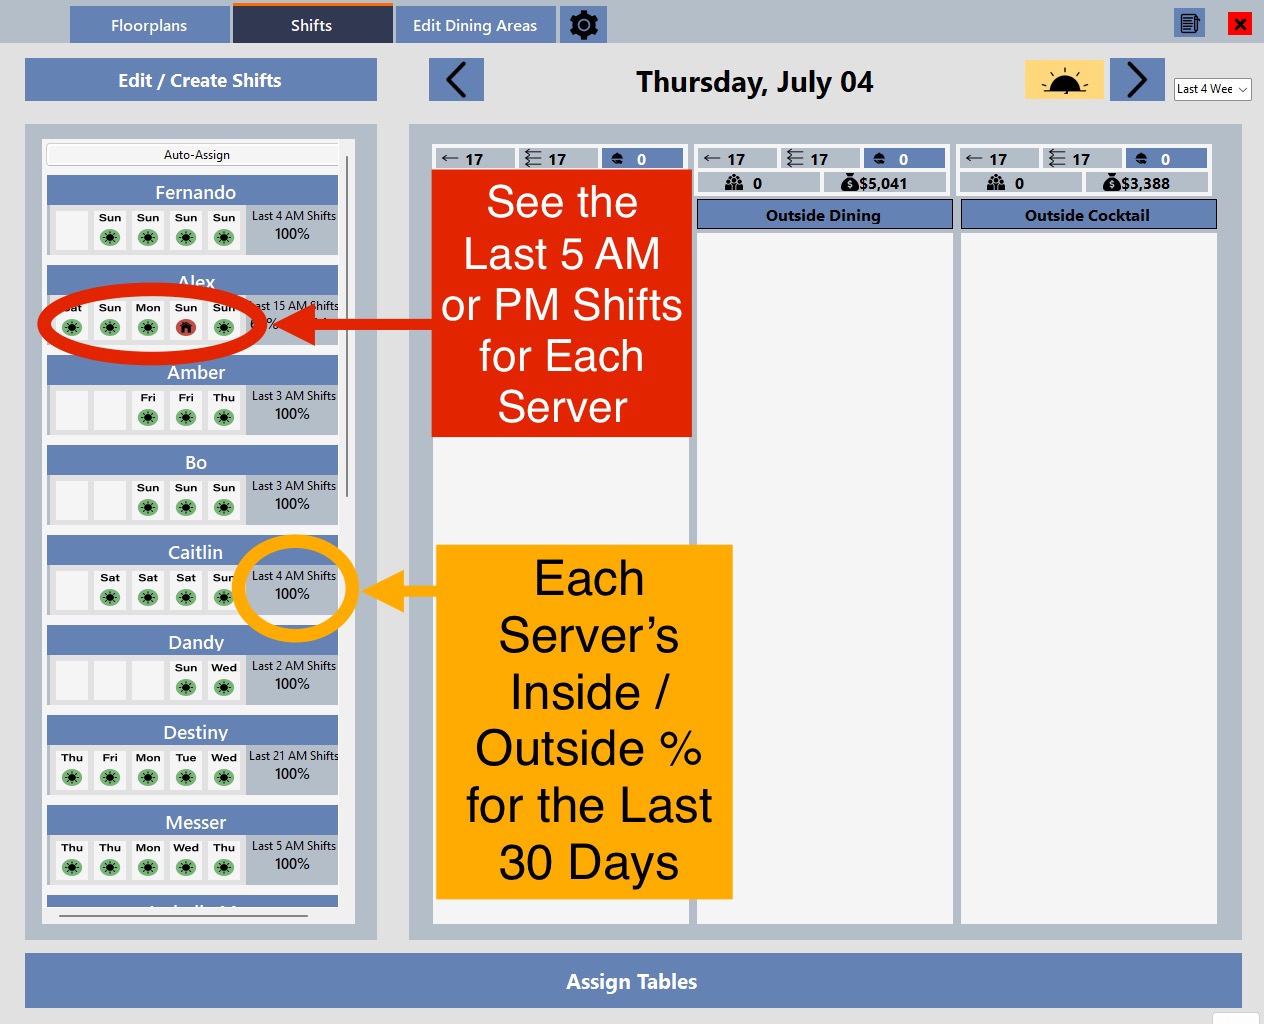 Floorplans
Shifts
Edit Dining Areas
Edit / Create Shifts
Thursday, July 04
Last 4 Wee
Auto-Assign
Fernando
Sun Sun Sun Sun
Last 4 AM Shifts
100%
Alex
Sun Mon Sun Sun
Last 15 AM Shifts
Amber
Fri Fri Thu
Last 3 AM Shifts
100%
Bo
Sun Sun Sun
Last 3 AM Shifts
100%
Caitlin
Sat Sat Sat Sun
Last 4 AM Shifts
100%
Dandy
Sun Wed
Last 2 AM Shifts
100%
Destiny
Thu Fri Mon Tue Wed
Last 21 AM Shifts
100%
Messer
Thu Thu Mon Wed Thu
Last 5 AM Shifts
100%
17 17 0
See the
Last 5 AM
or PM Shifts
for Each
Server
Each
Server’s
Inside /
Outside %
for the Last
30 Days
17 17 0
0 $5,041
Outside Dining
17 17 0
0 $3,388
Outside Cocktail
Assign Tables